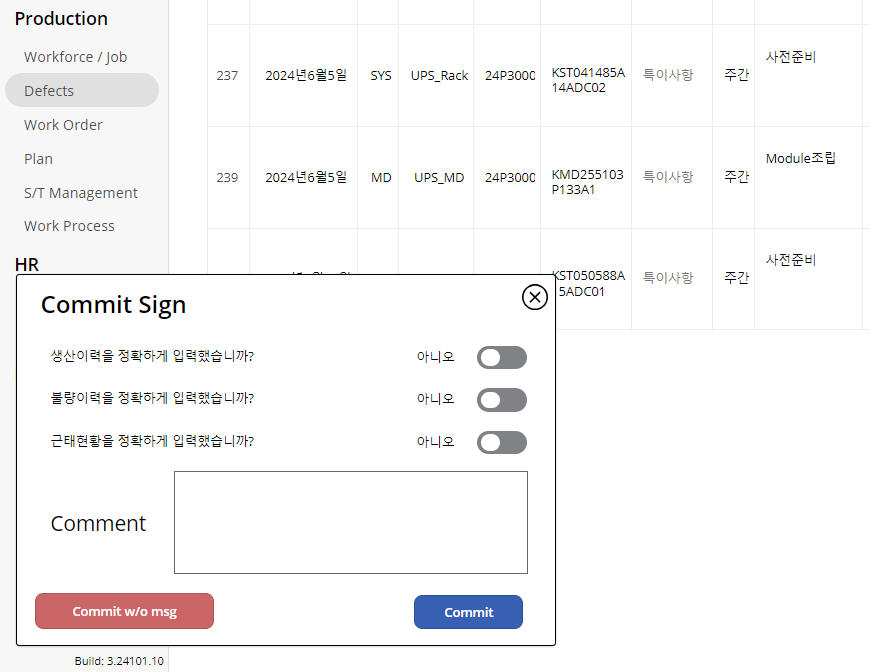 Production
Workforce / Job
Defects
Work Order
Plan
S/T Management
Work Process
HR
237 2024년6월5일 SYS UPS_Rack 24P3000 KST041485A 특이사항 주간 사전준비
14ADC02
239 2024년6월5일 MD UPS_MD 24P3000 KMD255103 특이사항 주간 Module조립
P133A1
KST050588A 특이사항 주간 사전준비
5ADC01
Commit Sign
생산이력을 정확하게 입력했습니까? 아니오
불량이력을 정확하게 입력했습니까? 아니오
근태현황을 정확하게 입력했습니까? 아니오
Comment
Commit w/o msg
Commit
Build: 3.24101.10